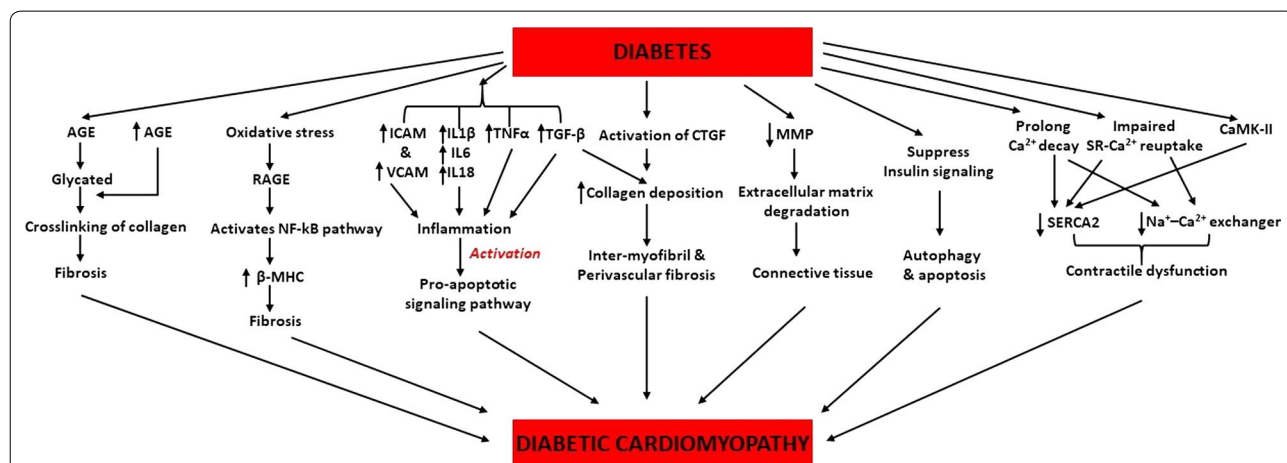 DIABETES
AGE
↑ AGE
Glycated
Crosslinking of collagen
Fibrosis
Oxidative stress
RAGE
Activates NF-kB pathway
↑ β-MHC
Fibrosis
↑ICAM
&
↑ VCAM
↑IL1β
↑ IL6
↑IL18
↑TNFα
↑TGF-β
Inflammation
Activation
Pro-apoptotic
signaling pathway
Activation of CTGF
↑Collagen deposition
Inter-myofibril &
Perivascular fibrosis
↓ MMP
Extracellular matrix
degradation
Connective tissue
Suppress
Insulin signaling
Autophagy
& apoptosis
Prolong
Ca²⁺ decay
Impaired
SR-Ca²⁺ reuptake
CaMK-II
↓ SERCA2
↓ Na⁺–Ca²⁺ exchanger
Contractile dysfunction
DIABETIC CARDIOMYOPATHY